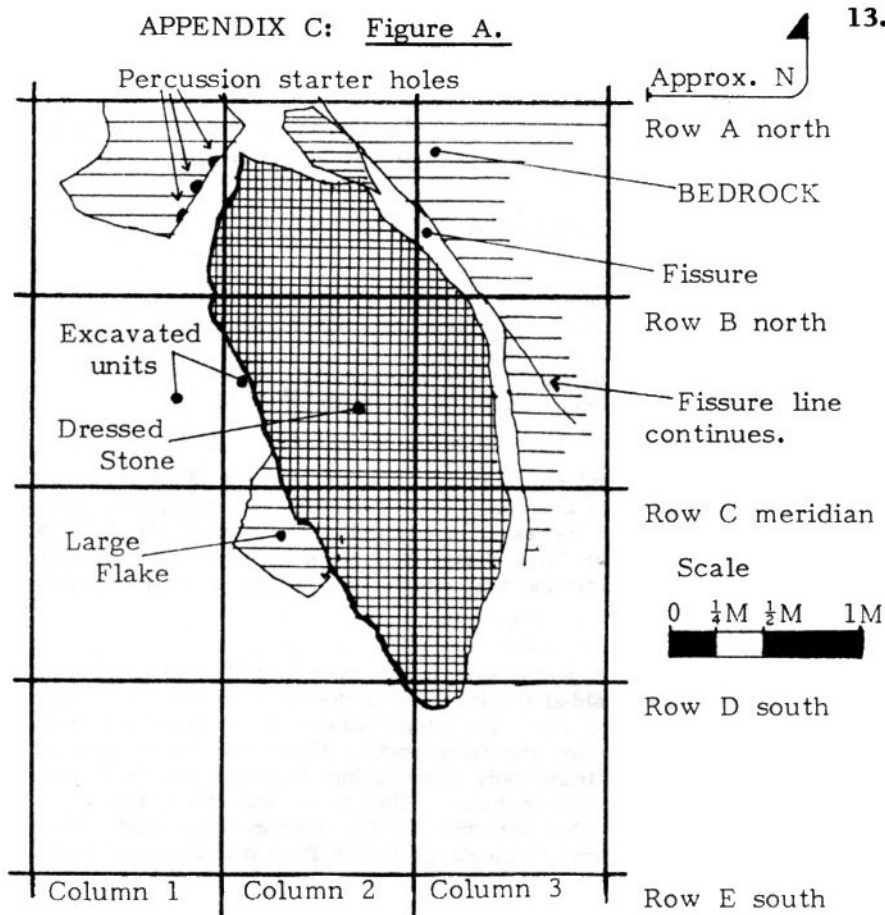 APPENDIX C: Figure A.
13.
Percussion starter holes
Approx. N
Row A north
BEDROCK
Fissure
Row B north
Excavated
units
Dressed
Stone
Fissure line
continues.
Row C meridian
Large
Flake
Scale
0 ¼M ½M 1M
Row D south
Column 1 Column 2 Column 3
Row E south